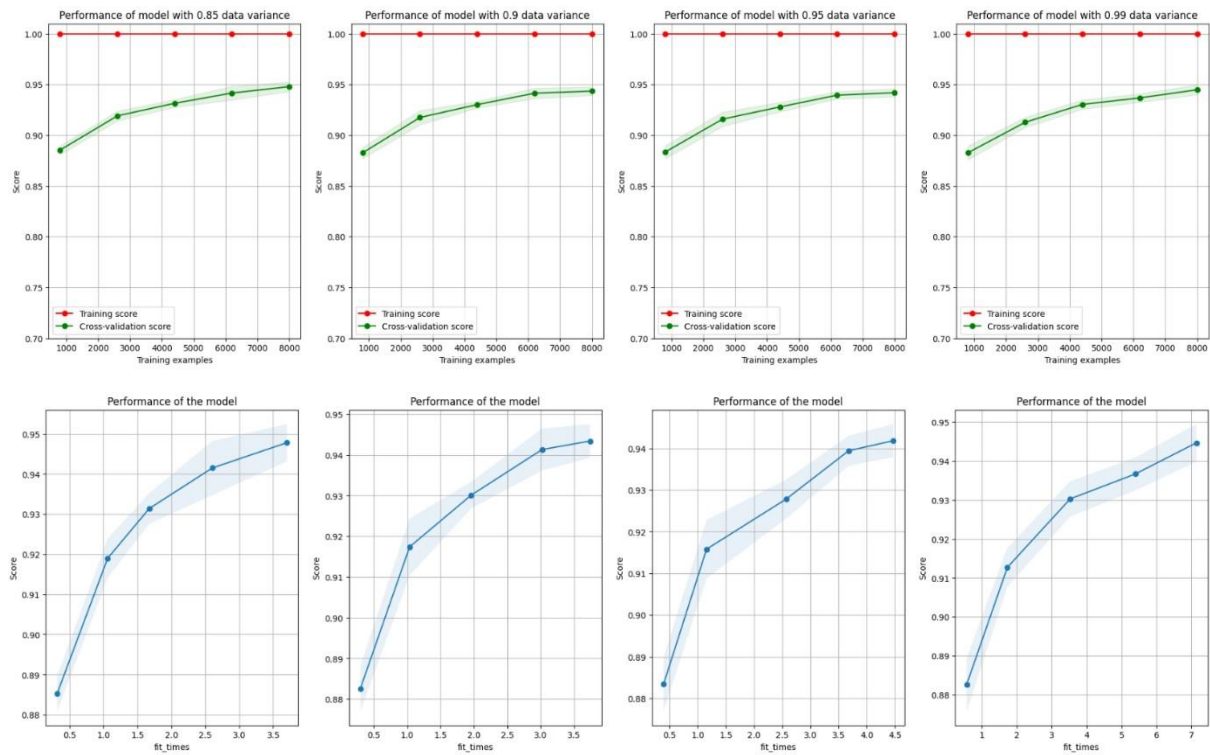 Performance of model with 0.85 data variance
1.00
0.95
0.90
0.85
0.80
0.75
0.70
Score
Training score
Cross-validation score
1000 2000 3000 4000 5000 6000 7000 8000
Training examples
Performance of model with 0.9 data variance
1.00
0.95
0.90
0.85
0.80
0.75
0.70
Score
Training score
Cross-validation score
1000 2000 3000 4000 5000 6000 7000 8000
Training examples
Performance of model with 0.95 data variance
1.00
0.95
0.90
0.85
0.80
0.75
0.70
Score
Training score
Cross-validation score
1000 2000 3000 4000 5000 6000 7000 8000
Training examples
Performance of model with 0.99 data variance
1.00
0.95
0.90
0.85
0.80
0.75
0.70
Score
Training score
Cross-validation score
1000 2000 3000 4000 5000 6000 7000 8000
Training examples
Performance of the model
0.95
0.94
0.93
0.92
0.91
0.90
0.89
0.88
Score
0.5 1.0 1.5 2.0 2.5 3.0 3.5
fit_times
Performance of the model
0.95
0.94
0.93
0.92
0.91
0.90
0.89
0.88
Score
0.5 1.0 1.5 2.0 2.5 3.0 3.5
fit_times
Performance of the model
0.94
0.93
0.92
0.91
0.90
0.89
0.88
Score
0.5 1.0 1.5 2.0 2.5 3.0 3.5 4.0 4.5
fit_times
Performance of the model
0.95
0.94
0.93
0.92
0.91
0.90
0.89
0.88
Score
1 2 3 4 5 6 7
fit_times